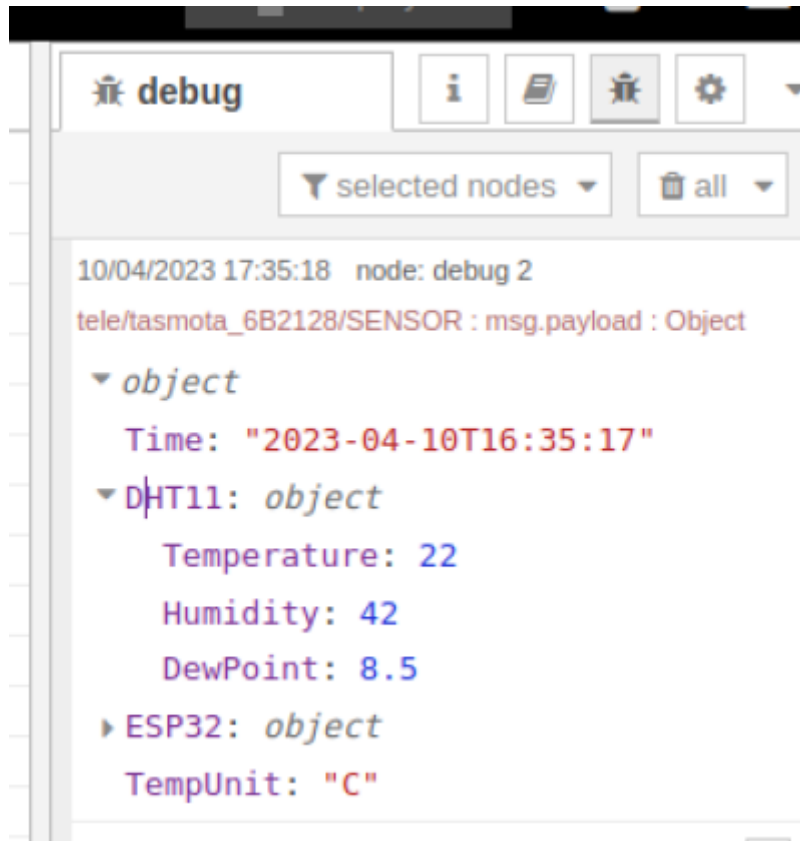 debug
i
selected nodes
all
10/04/2023 17:35:18 node: debug 2
tele/tasmota_6B2128/SENSOR : msg.payload : Object
object
Time: "2023-04-10T16:35:17"
DHT11: object
Temperature: 22
Humidity: 42
DewPoint: 8.5
ESP32: object
TempUnit: "C"